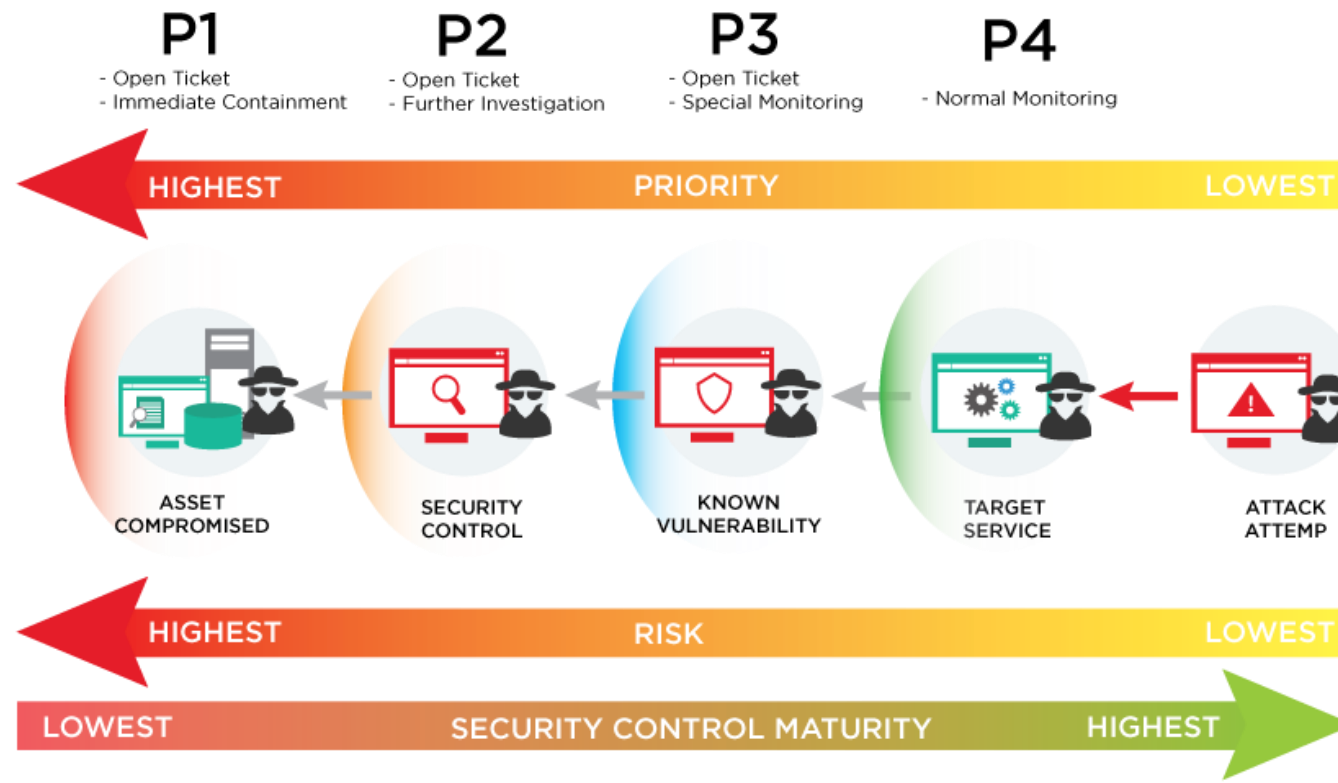 P1
- Open Ticket
- Immediate Containment
P2
- Open Ticket
- Further Investigation
P3
- Open Ticket
- Special Monitoring
P4
- Normal Monitoring
HIGHEST PRIORITY LOWEST
ASSET
COMPROMISED
SECURITY
CONTROL
KNOWN
VULNERABILITY
TARGET
SERVICE
ATTACK
ATTEMP
HIGHEST RISK LOWEST
LOWEST SECURITY CONTROL MATURITY HIGHEST